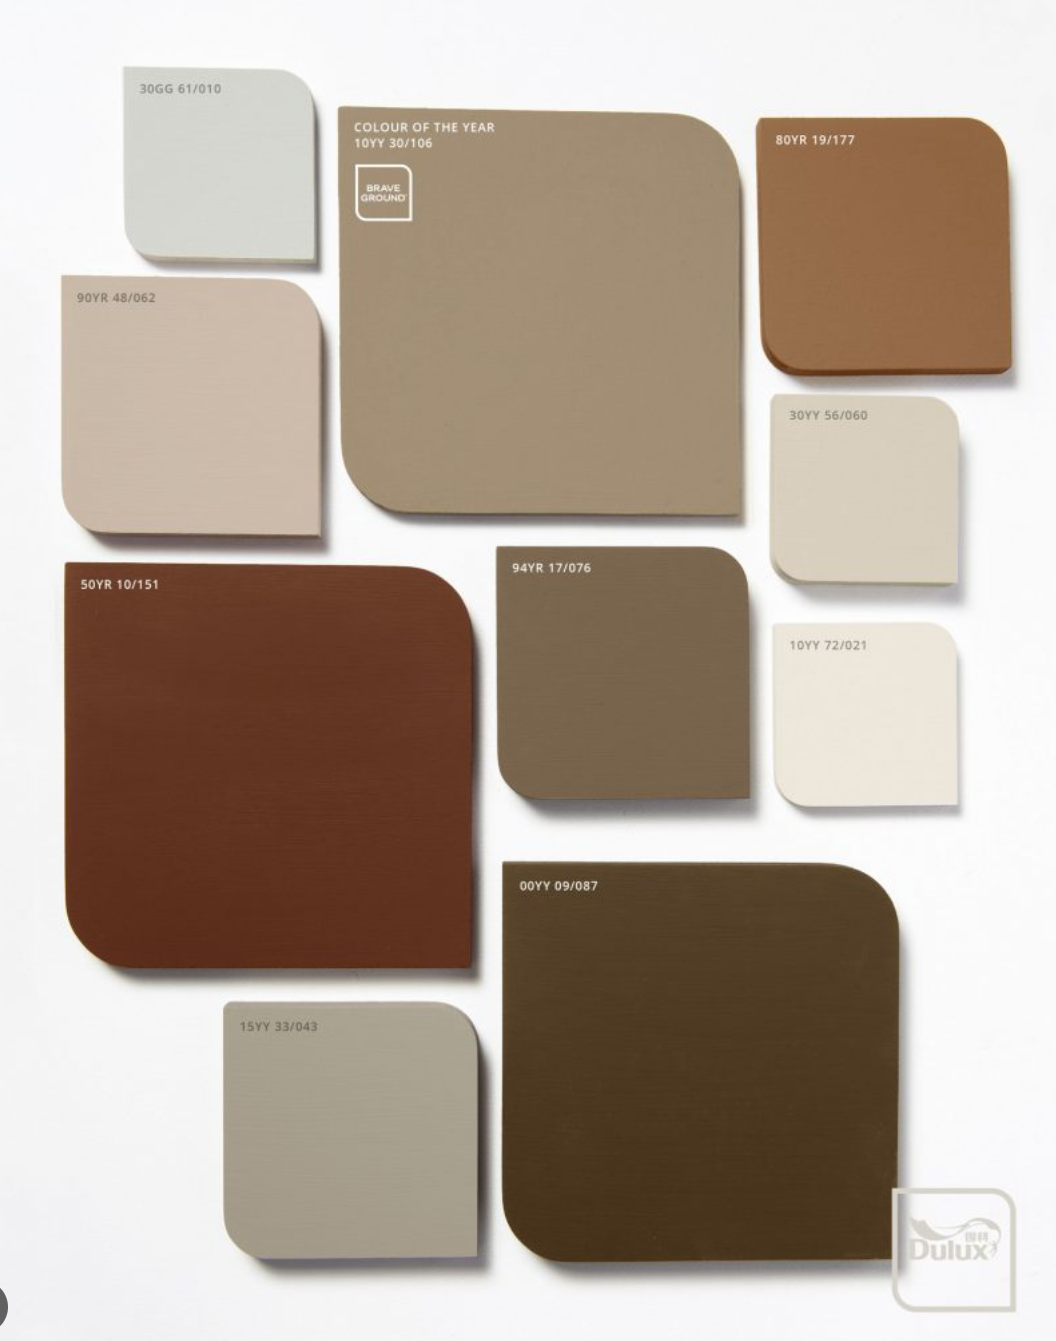 30GG 61/010
COLOUR OF THE YEAR
10YY 30/106
BRAVE
GROUND
80YR 19/177
90YR 48/062
30YY 56/060
50YR 10/151
94YR 17/076
10YY 72/021
00YY 09/087
15YY 33/043
Dulux